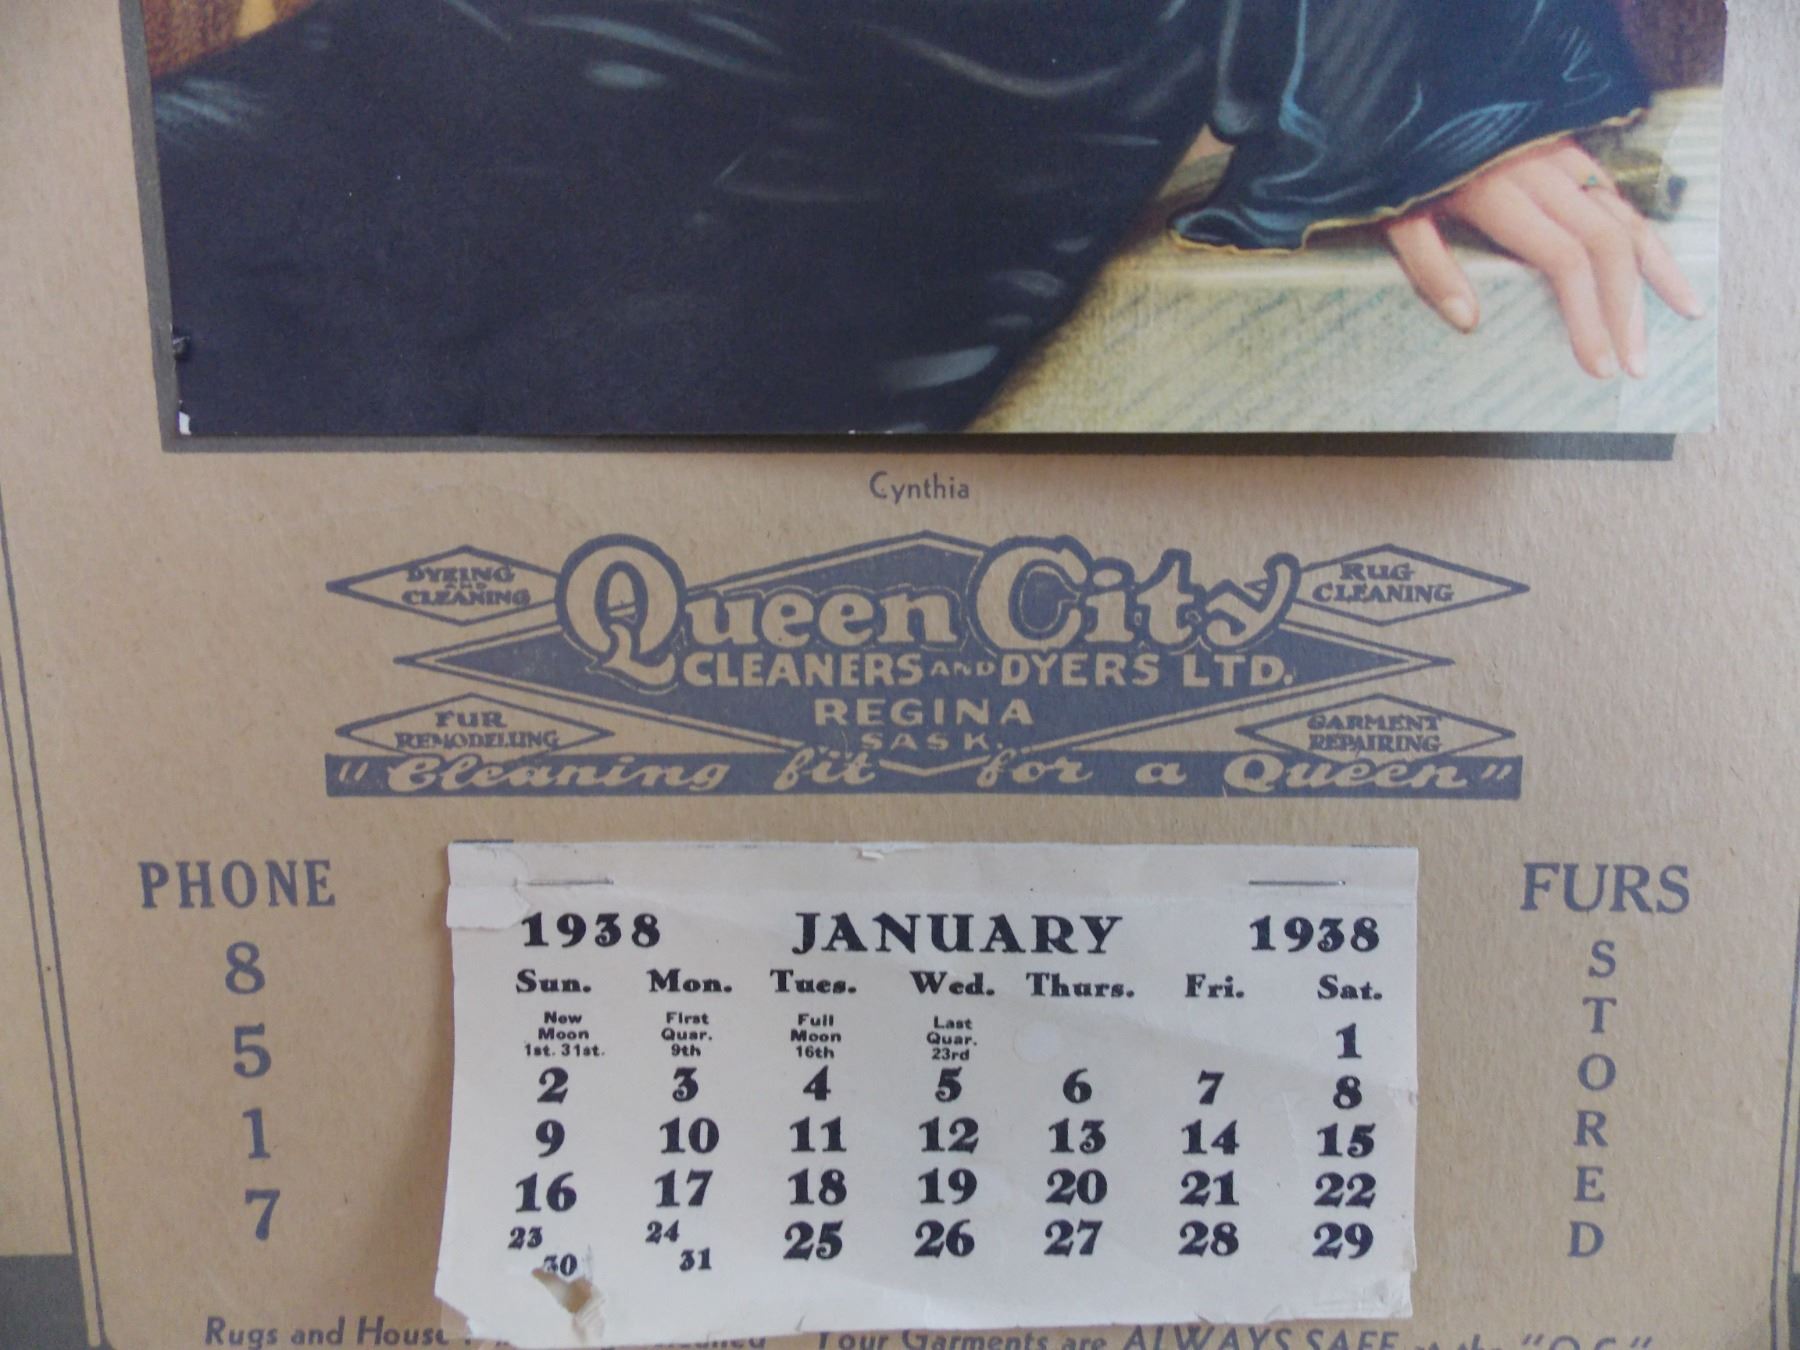 Cynthia
DYEING AND CLEANING
Queen City
RUG CLEANING
CLEANERS AND DYERS LTD.
REGINA
SASK.
FUR REMODELLING
GARMENT REPAIRING
"Cleaning fit for a Queen"
PHONE
8
5
1
7
FURS
S
T
O
R
E
D
1938 JANUARY 1938
Sun. Mon. Tues. Wed. Thurs. Fri. Sat.
New Moon 1st. 31st. First Quar. 9th Full Moon 16th Last Quar. 23rd 1
2 3 4 5 6 7 8
9 10 11 12 13 14 15
16 17 18 19 20 21 22
23 24 25 26 27 28 29
30 31
Rugs and House
Your Garments are ALWAYS SAFE at the "Q.C."